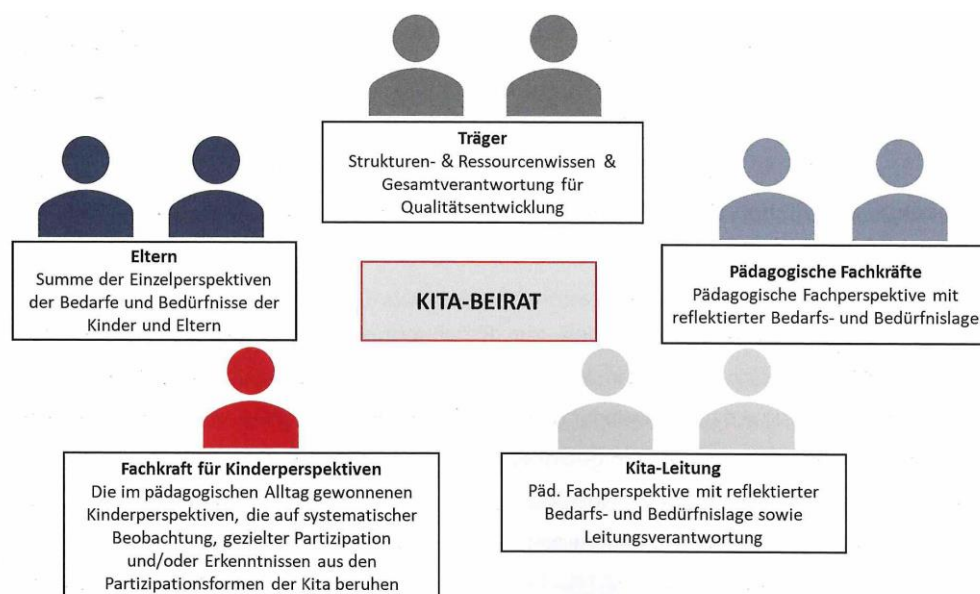 Träger
Strukturen- & Ressourcenwissen &
Gesamtverantwortung für
Qualitätsentwicklung
Eltern
Summe der Einzelperspektiven
der Bedarfe und Bedürfnisse der
Kinder und Eltern
KITA-BEIRAT
Pädagogische Fachkräfte
Pädagogische Fachperspektive mit
reflektierter Bedarfs- und Bedürfnislage
Fachkraft für Kinderperspektiven
Die im pädagogischen Alltag gewonnenen
Kinderperspektiven, die auf systematischer
Beobachtung, gezielter Partizipation
und/oder Erkenntnissen aus den
Partizipationsformen der Kita beruhen
Kita-Leitung
Päd. Fachperspektive mit reflektierter
Bedarfs- und Bedürfnislage sowie
Leitungsverantwortung